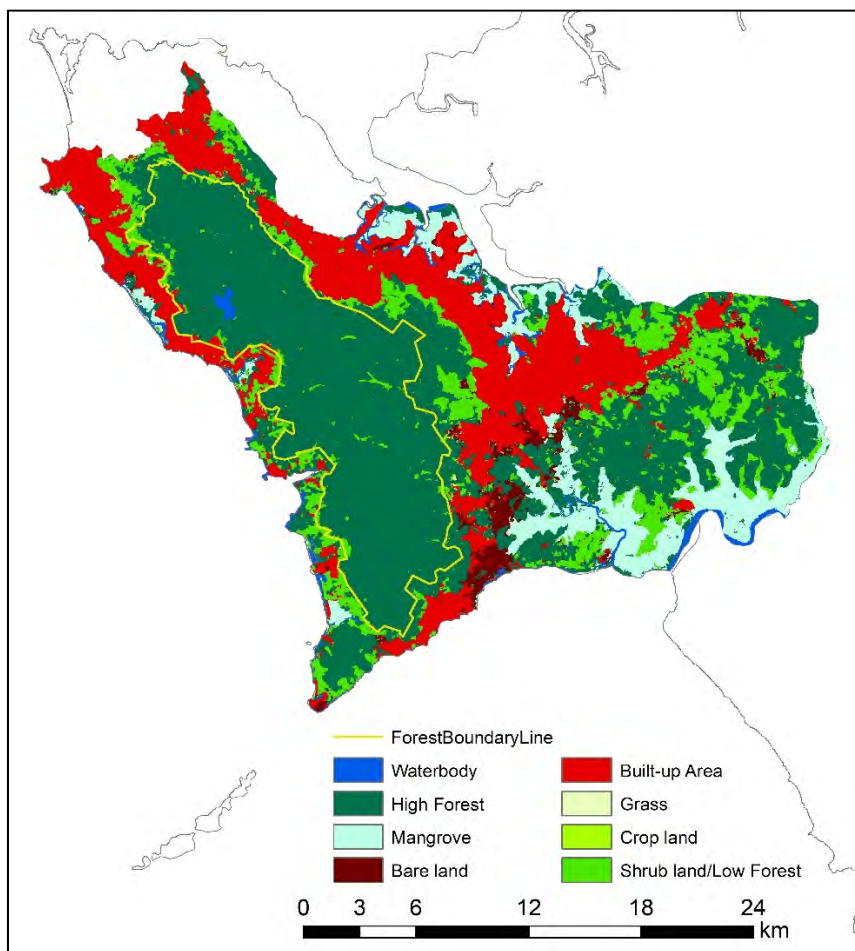 ForestBoundaryLine
Waterbody
Built-up Area
High Forest
Grass
Mangrove
Crop land
Bare land
Shrub land/Low Forest
0 3 6 12 18 24
km